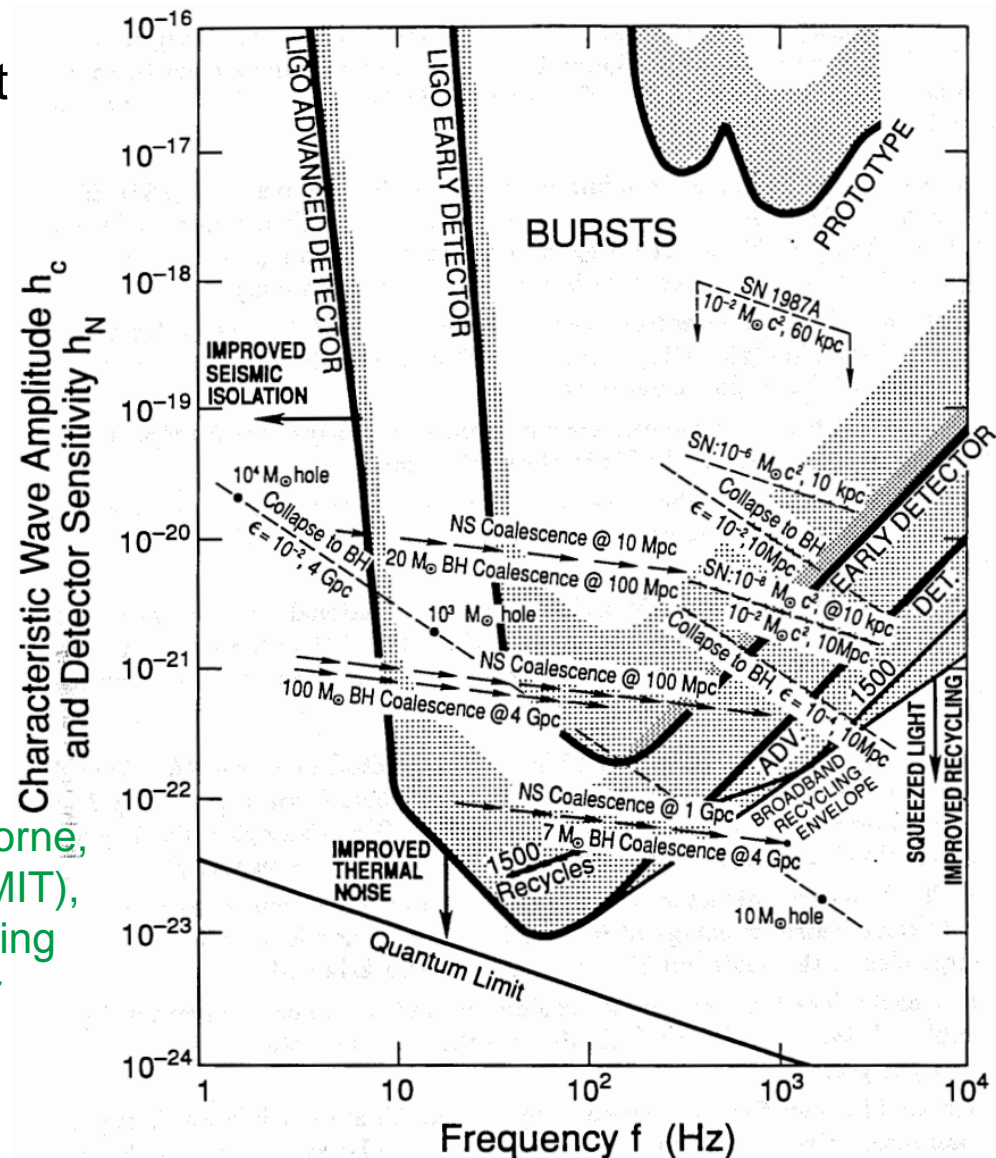 t
orne,
MIT),
ing
Characteristic Wave Amplitude h_c
and Detector Sensitivity h_N
10⁻¹⁶
10⁻¹⁷
10⁻¹⁸
10⁻¹⁹
10⁻²⁰
10⁻²¹
10⁻²²
10⁻²³
10⁻²⁴
LIGO ADVANCED DETECTOR
LIGO EARLY DETECTOR
BURSTS
PROTOTYPE
SN 1987A
10⁻² M☉ c², 60 kpc
IMPROVED
SEISMIC
ISOLATION
10⁴ M☉ hole
Collapse to BH,
ϵ = 10⁻², 4 Gpc
SN:10⁻⁶ M☉ c², 10 kpc
Collapse to BH
ϵ = 10⁻², 10Mpc
EARLY DETECTOR
NS Coalescence @ 10 Mpc
20 M☉ BH Coalescence @ 100 Mpc
SN:10⁻⁸ M☉ c², @10 kpc
10⁻² M☉ c², 10Mpc
10³ M☉ hole
Collapse to BH, ϵ = 10⁻⁴
10Mpc
NS Coalescence @ 100 Mpc
100 M☉ BH Coalescence @ 4 Gpc
ADV. 1500 DET.
BROADBAND
RECYCLING
ENVELOPE
SQUEEZED LIGHT
IMPROVED RECYCLING
NS Coalescence @ 1 Gpc
7 M☉ BH Coalescence @ 4 Gpc
IMPROVED
THERMAL
NOISE
1500
Recycles
10 M☉ hole
Quantum Limit
1
10
10²
10³
10⁴
Frequency f (Hz)